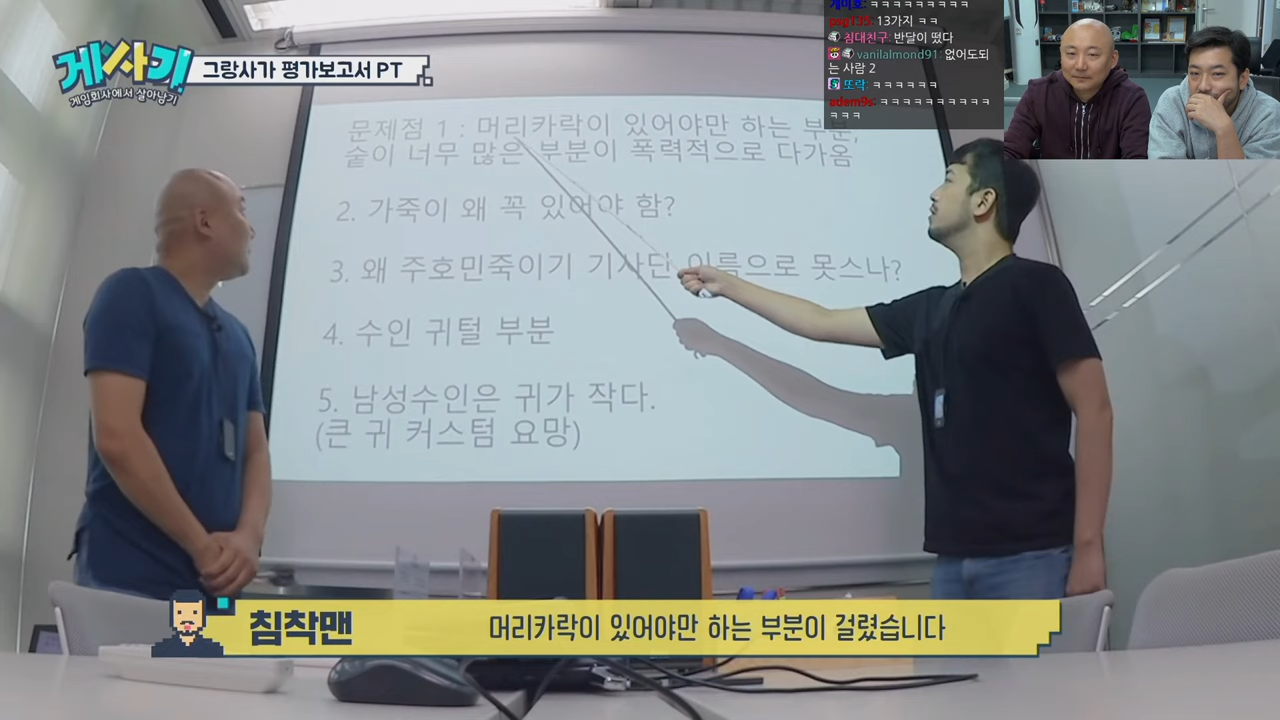 게사기!
게임회사에서 살아남기
그랑사가 평가보고서 PT
개미호: ㅋㅋㅋㅋㅋㅋㅋㅋㅋ
13가지 ㅋㅋ
침대친구: 반달이 떴다
vanilalmond91: 없어도되
는 사람 2
또락: ㅋㅋㅋㅋㅋㅋ
adam9s: ㅋㅋㅋㅋㅋㅋㅋㅋㅋㅋ
ㅋㅋㅋ
문제점 1 : 머리카락이 있어야만 하는 부분,
숱이 너무 많은 부분이 폭력적으로 다가옴
2. 가죽이 왜 꼭 있어야 함?
3. 왜 주호민죽이기 기사단 이름으로 못스나?
4. 수인 귀털 부분
5. 남성수인은 귀가 작다.
(큰 귀 커스텀 요망)
침착맨
머리카락이 있어야만 하는 부분이 걸렸습니다